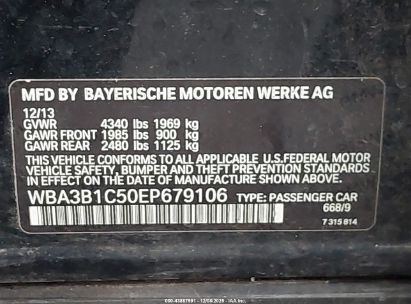 MFD BY BAYERISCHE MOTOREN WERKE AG
12/13
GVWR 4340 lbs 1969 kg
GAWR FRONT 1985 lbs 900 kg
GAWR REAR 2480 lbs 1125 kg
THIS VEHICLE CONFORMS TO ALL APPLICABLE U.S.FEDERAL MOTOR
VEHICLE SAFETY, BUMPER AND THEFT PREVENTION STANDARDS
IN EFFECT ON THE DATE OF MANUFACTURE SHOWN ABOVE.
WBA3B1C50EP679106 TYPE: PASSENGER CAR
668/9
7 315 814